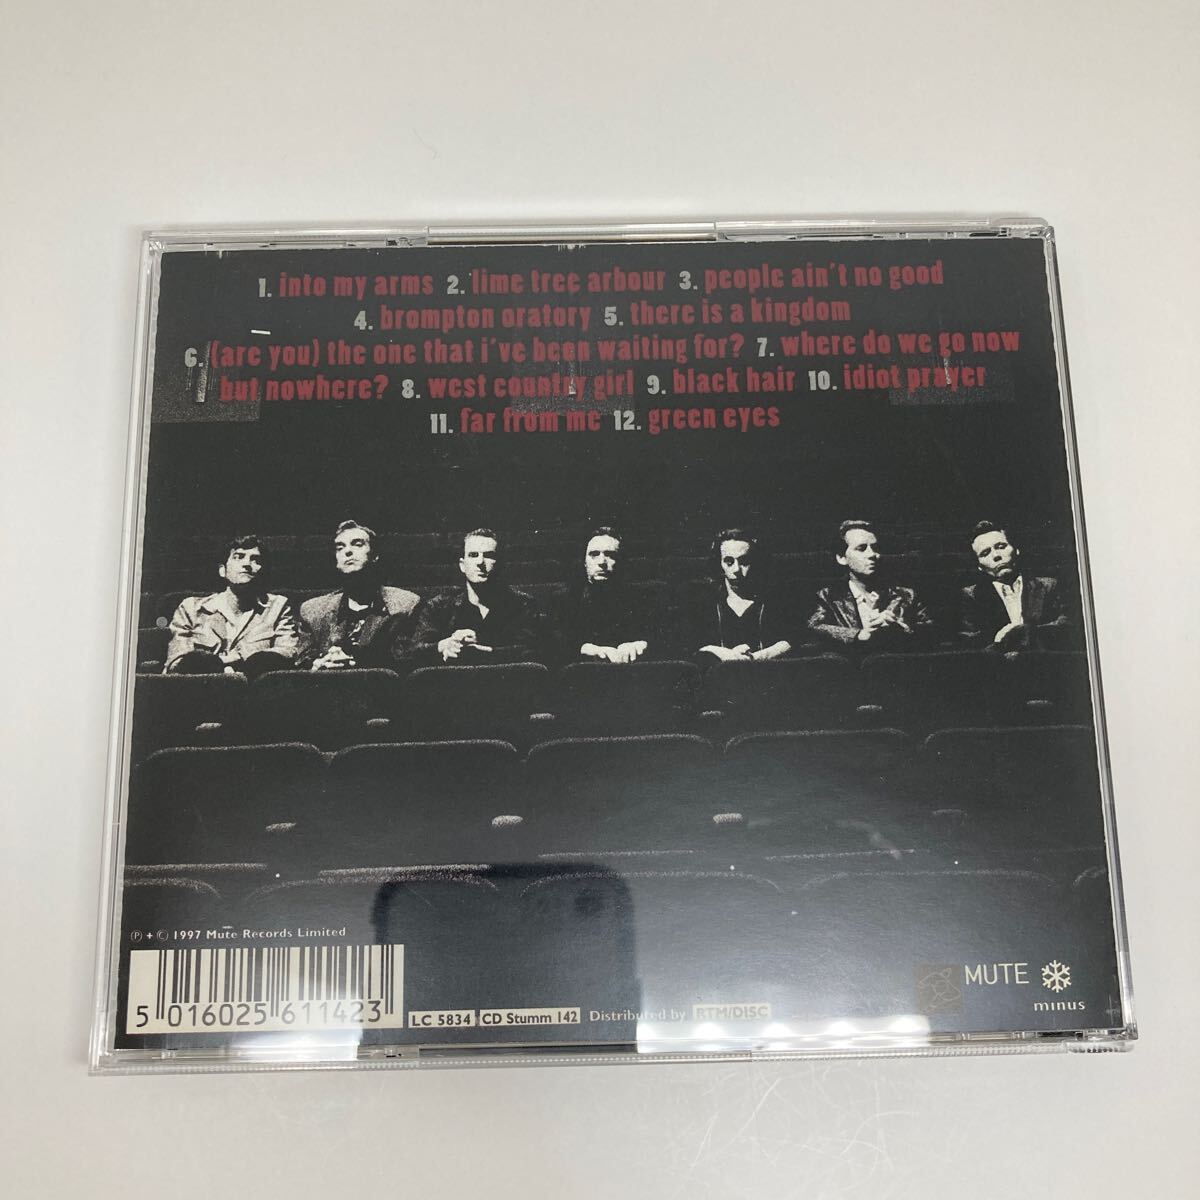 1. into my arms 2. lime tree arbour 3. people ain't no good
4. brompton oratory 5. there is a kingdom
6. (are you) the one that i've been waiting for? 7. where do we go now
but nowhere? 8. west country girl 9. black hair 10. idiot prayer
11. far from me 12. green eyes
℗ + © 1997 Mute Records Limited
5 016025 611423
LC 5834 CD Stumm 142 Distributed by RTM/DISC
MUTE
minus